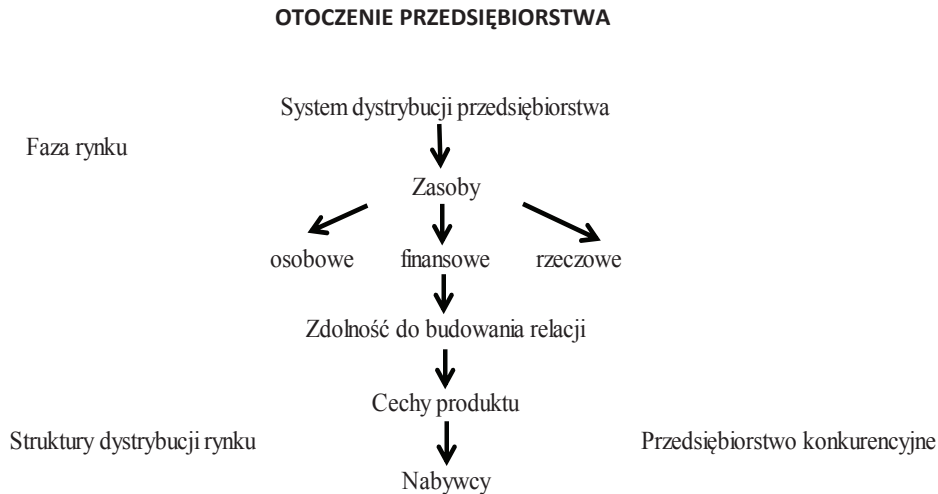 OTOCZENIE PRZEDSIĘBIORSTWA
System dystrybucji przedsiębiorstwa
Faza rynku
Zasoby
osobowe finansowe rzeczowe
Zdolność do budowania relacji
Cechy produktu
Struktury dystrybucji rynku Przedsiębiorstwo konkurencyjne
Nabywcy